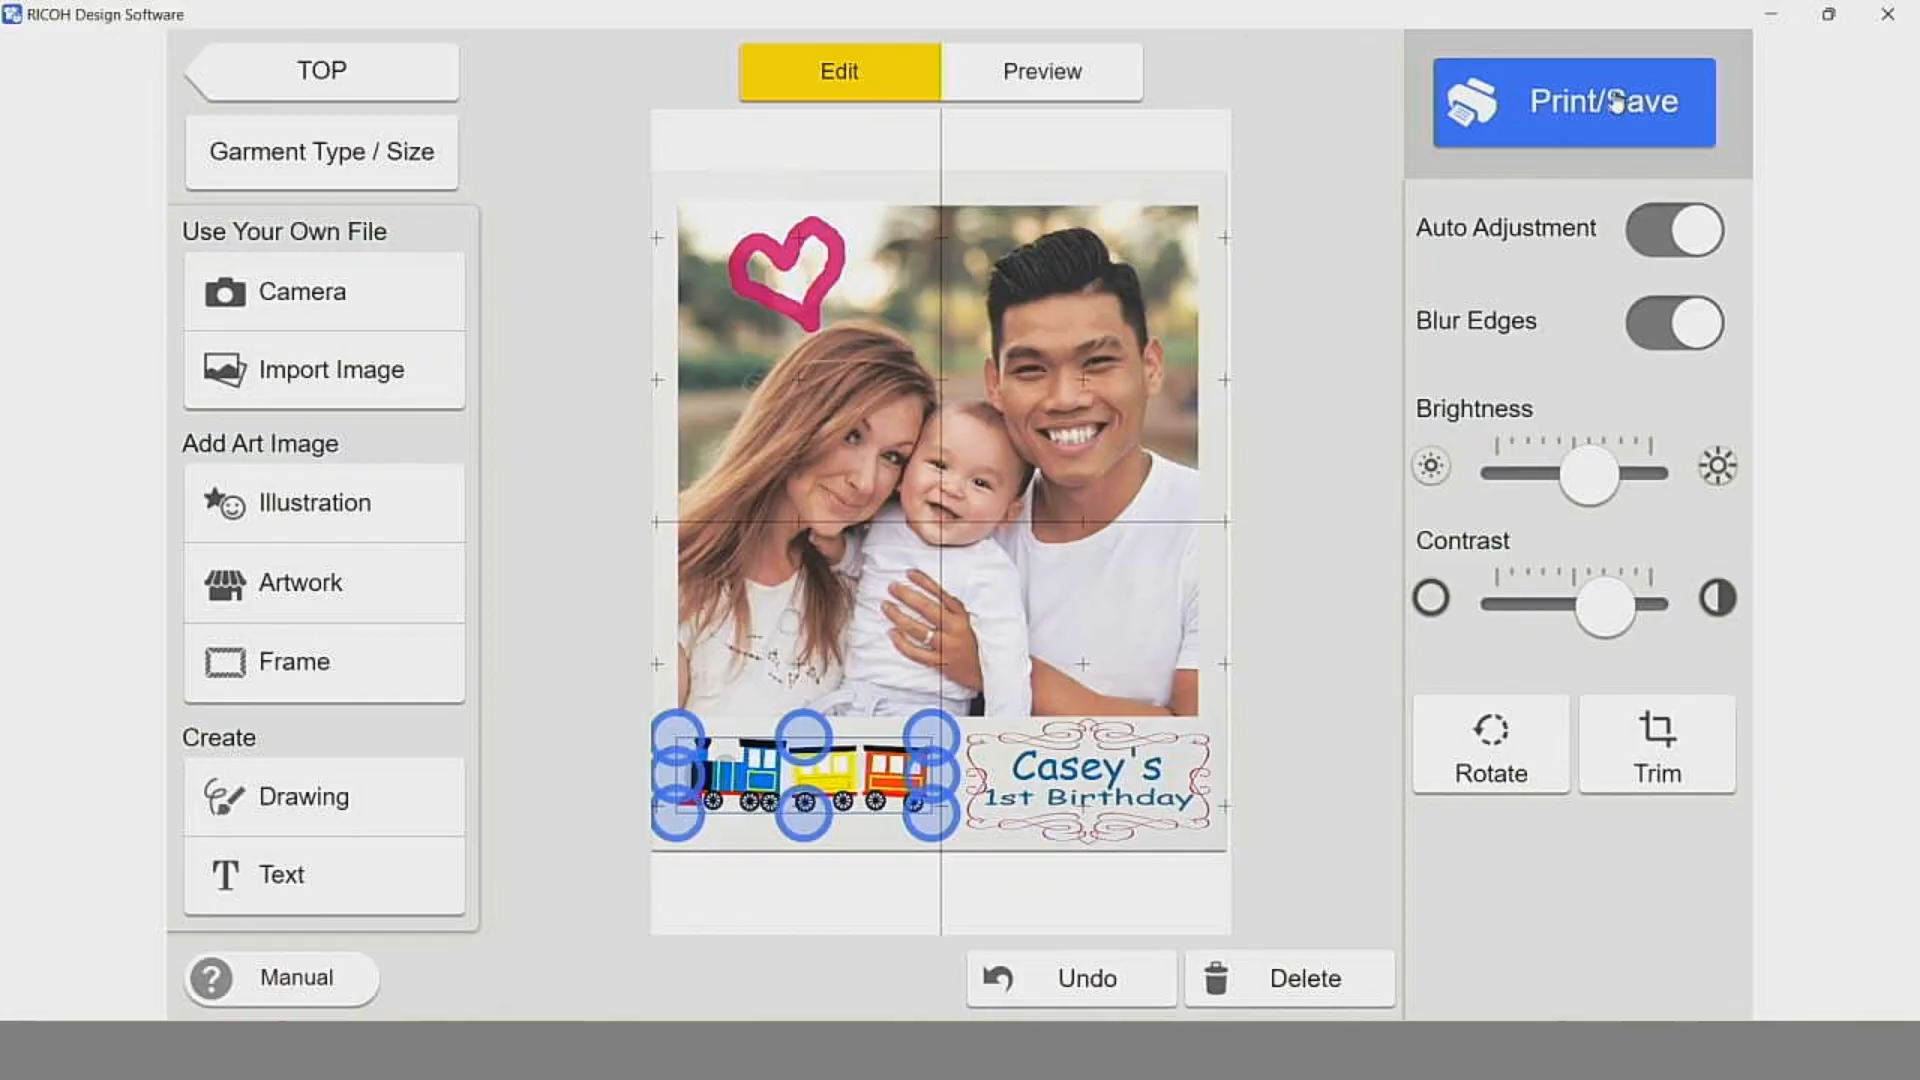 RICOH Design Software
TOP
Edit
Preview
Print/Save
Garment Type / Size
Use Your Own File
Camera
Import Image
Add Art Image
Illustration
Artwork
Frame
Create
Drawing
Text
Manual
Casey's
1st Birthday
Undo
Delete
Auto Adjustment
Blur Edges
Brightness
Contrast
Rotate
Trim